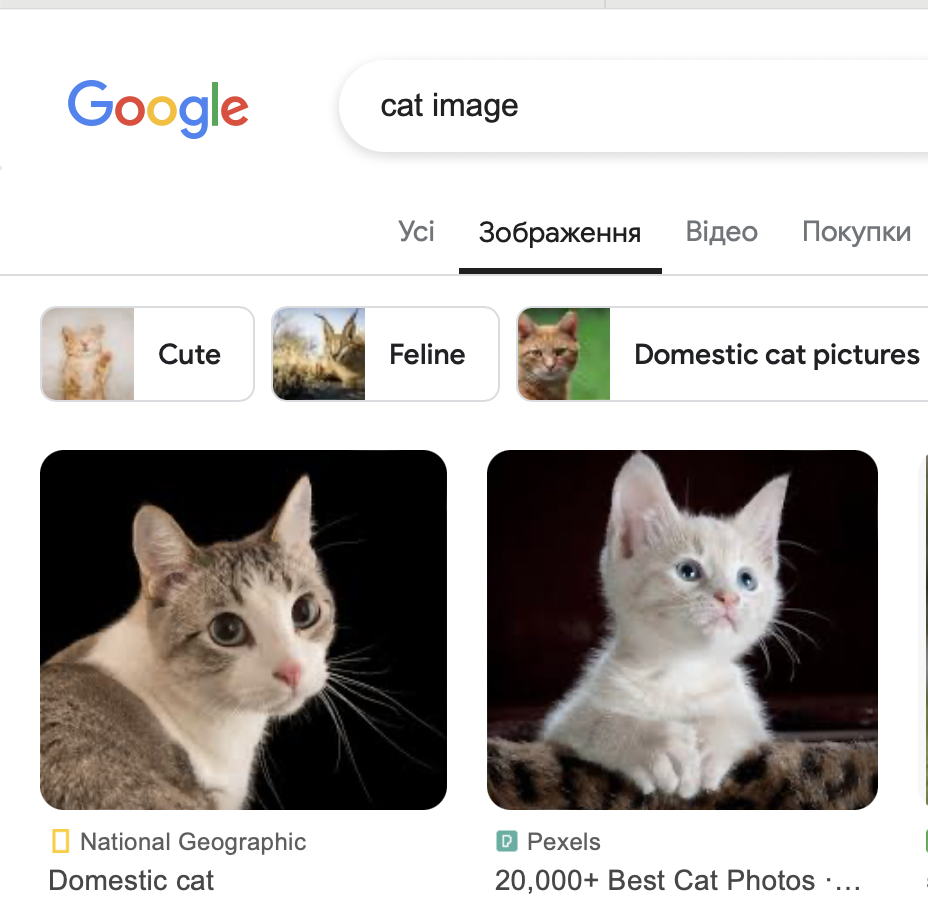 Google
cat image
Усі Зображення Відео Покупки
Cute Feline Domestic cat pictures
National Geographic Pexels
Domestic cat 20,000+ Best Cat Photos ·...